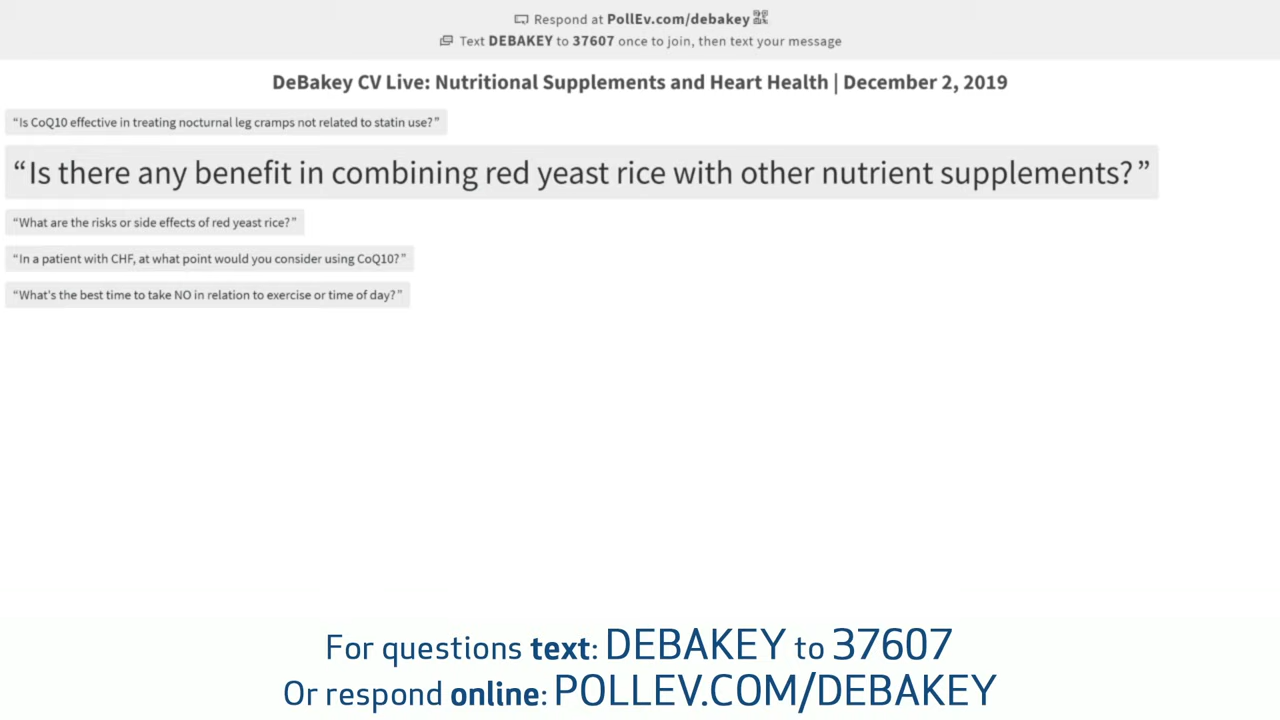 Respond at PollEv.com/debakey
Text DEBAKEY to 37607 once to join, then text your message
DeBakey CV Live: Nutritional Supplements and Heart Health | December 2, 2019
“Is CoQ10 effective in treating nocturnal leg cramps not related to statin use?”
“Is there any benefit in combining red yeast rice with other nutrient supplements?”
“What are the risks or side effects of red yeast rice?”
“In a patient with CHF, at what point would you consider using CoQ10?”
“What's the best time to take NO in relation to exercise or time of day?”
For questions text: DEBAKEY to 37607
Or respond online: POLLEV.COM/DEBAKEY